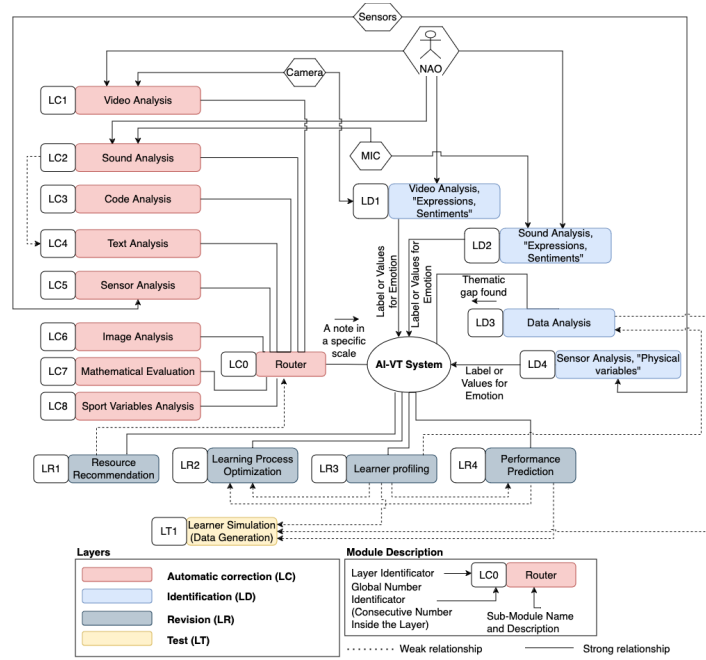 Sensors
NAO
Camera
LC1
Video Analysis
MIC
LC2
Sound Analysis
LC3
Code Analysis
LD1
Video Analysis,
"Expressions,
Sentiments"
LC4
Text Analysis
LD2
Sound Analysis,
"Expressions,
Sentiments"
LC5
Sensor Analysis
Label or Values
for Emotion
Label or Values for
Emotion
Thematic
gap found
LD3
Data Analysis
A note in
a specific
scale
LC6
Image Analysis
LC7
Mathematical Evaluation
LC0
Router
AI-VT System
LD4
Sensor Analysis, "Physical
variables"
Label or
Values for
Emotion
LC8
Sport Variables Analysis
LR1
Resource
Recommendation
LR2
Learning Process
Optimization
LR3
Learner profiling
LR4
Performance
Prediction
LT1
Learner Simulation
(Data Generation)
Layers
Automatic correction (LC)
Identification (LD)
Revision (LR)
Test (LT)
Module Description
Layer Identificator
LC0
Router
Global Number
Identificator
(Consecutive Number
Inside the Layer)
Sub-Module Name
and Description
Weak relationship
Strong relationship